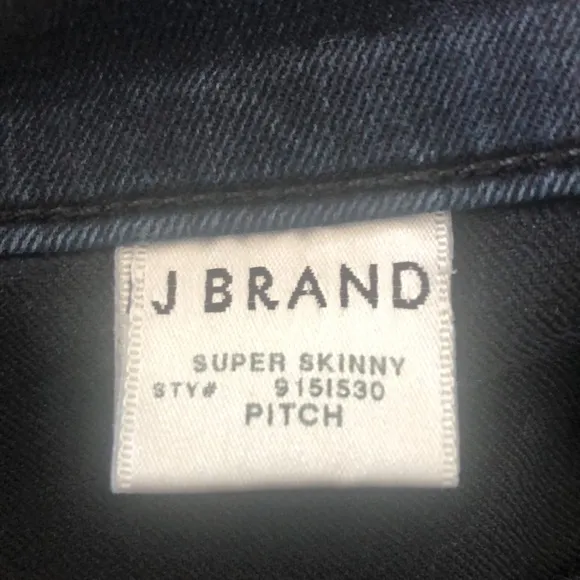 J BRAND
SUPER SKINNY
STY# 915I530
PITCH